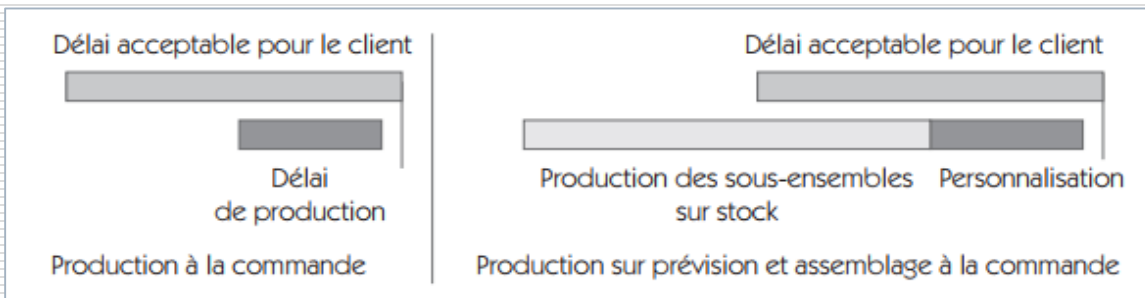 Délai acceptable pour le client
Délai
de production
Production à la commande
Délai acceptable pour le client
Production des sous-ensembles
sur stock
Personnalisation
Production sur prévision et assemblage à la commande